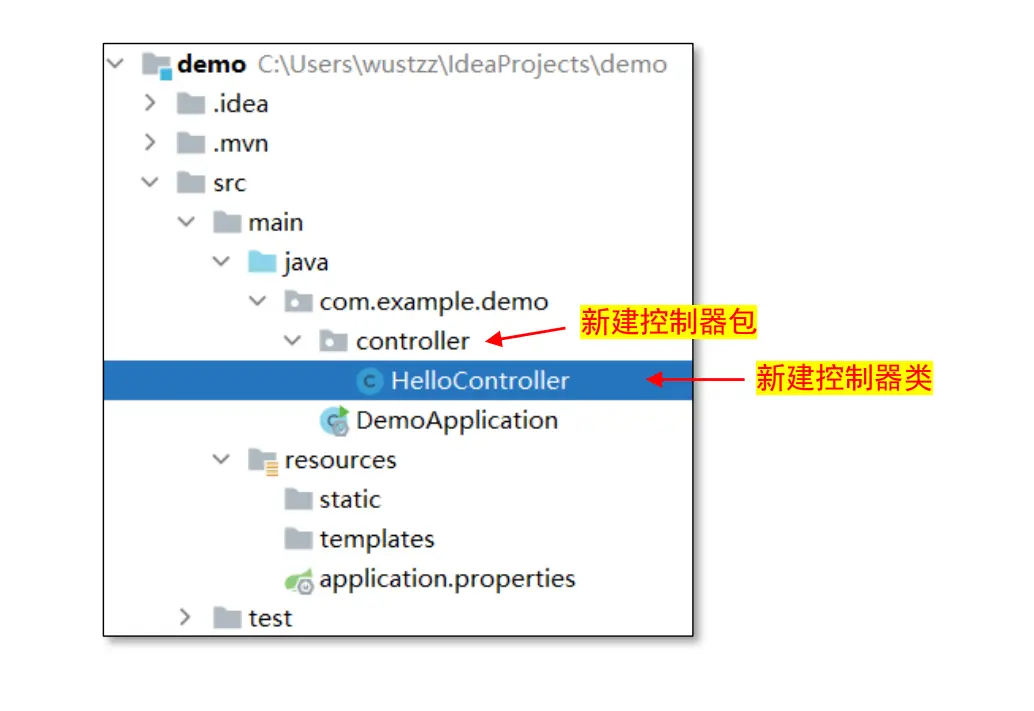 demo C:\Users\wustzz\IdeaProjects\demo
.idea
.mvn
src
main
java
com.example.demo
新建控制器包
controller
新建控制器类
C HelloController
C DemoApplication
resources
static
templates
application.properties
test